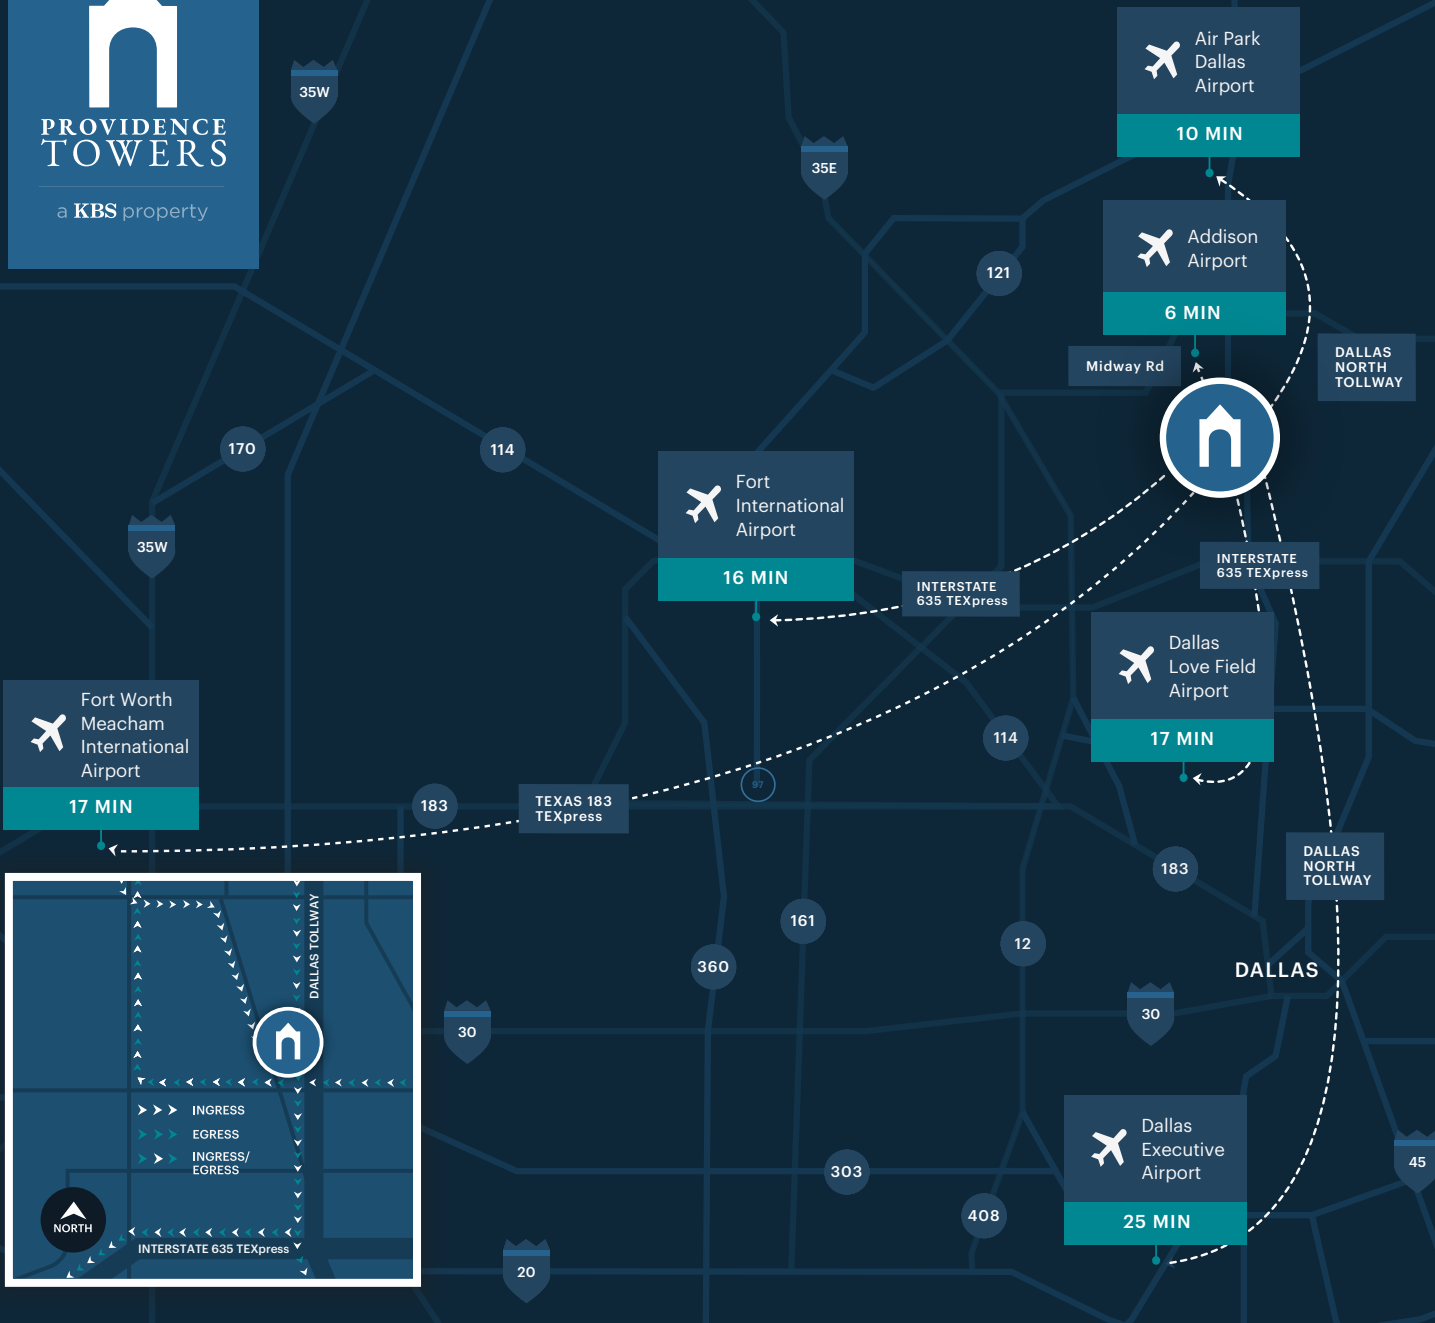 PROVIDENCE
TOWERS
a KBS property
35W
35E
Air Park
Dallas
Airport
10 MIN
Addison
Airport
6 MIN
121
Midway Rd
DALLAS
NORTH
TOLLWAY
170
114
Fort
International
Airport
16 MIN
35W
INTERSTATE
635 TEXpress
INTERSTATE
635 TEXpress
Dallas
Love Field
Airport
17 MIN
Fort Worth
Meacham
International
Airport
17 MIN
114
97
183
TEXAS 183
TEXpress
183
DALLAS
NORTH
TOLLWAY
161
12
360
DALLAS
30
30
DALLAS TOLLWAY
INGRESS
EGRESS
INGRESS/
EGRESS
NORTH
INTERSTATE 635 TEXpress
Dallas
Executive
Airport
25 MIN
45
303
408
20